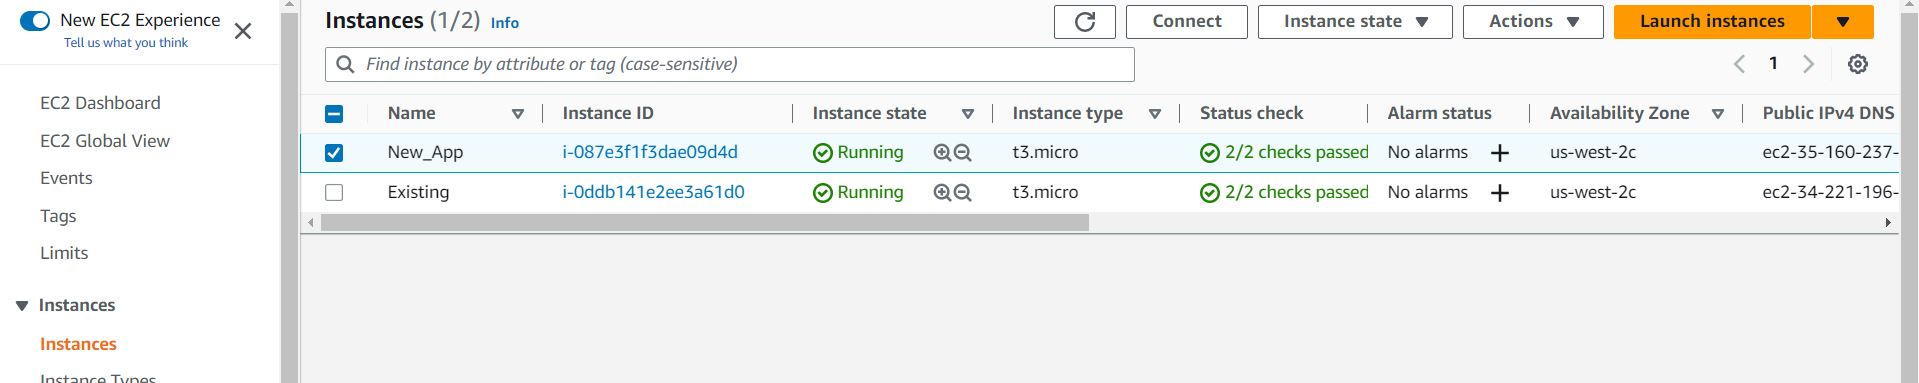 New EC2 Experience
Tell us what you think
EC2 Dashboard
EC2 Global View
Events
Tags
Limits
Instances
Instances
Instance Types
Instances (1/2) Info
Connect
Instance state
Actions
Launch instances
Find instance by attribute or tag (case-sensitive)
1
Name Instance ID Instance state Instance type Status check Alarm status Availability Zone Public IPv4 DNS
New_App i-087e3f1f3dae09d4d Running t3.micro 2/2 checks passed No alarms + us-west-2c ec2-35-160-237-
Existing i-0ddb141e2ee3a61d0 Running t3.micro 2/2 checks passed No alarms + us-west-2c ec2-34-221-196-